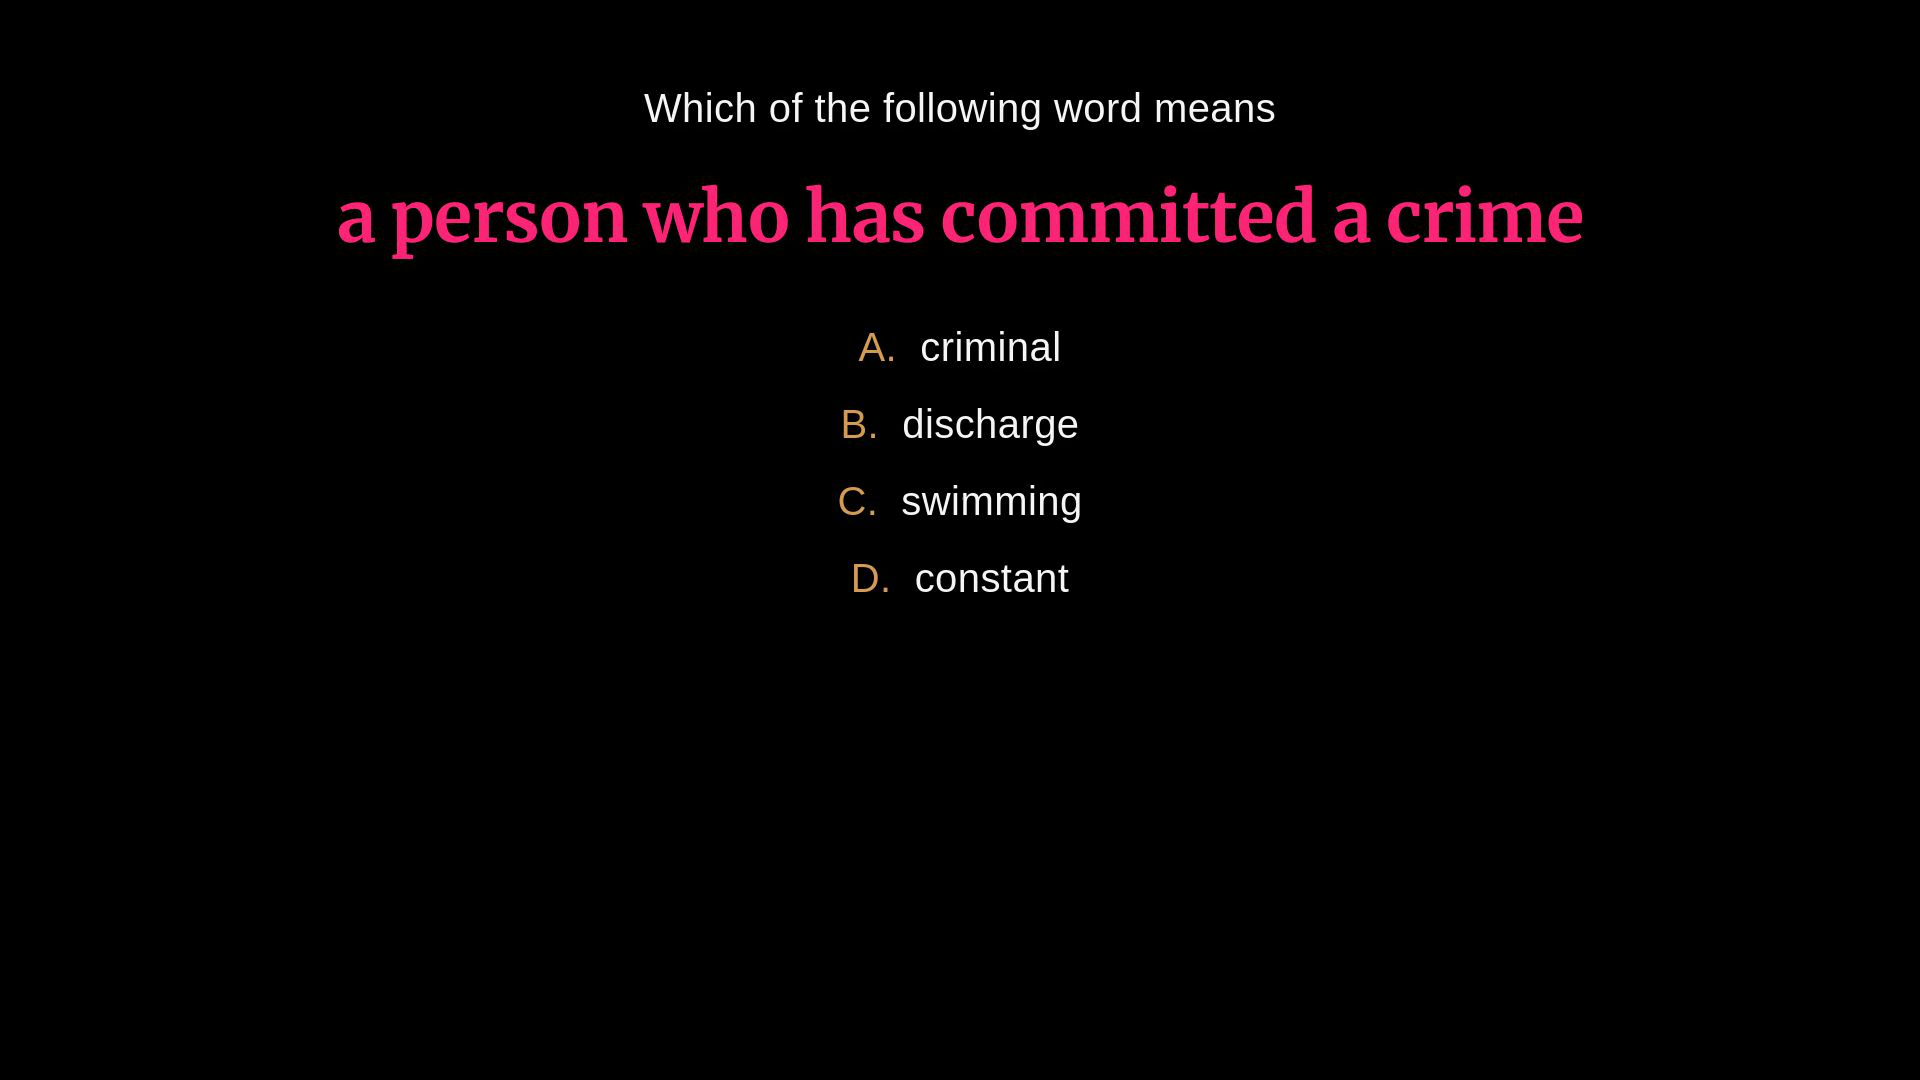 Which of the following word means
a person who has committed a crime
A. criminal
B. discharge
C. swimming
D. constant